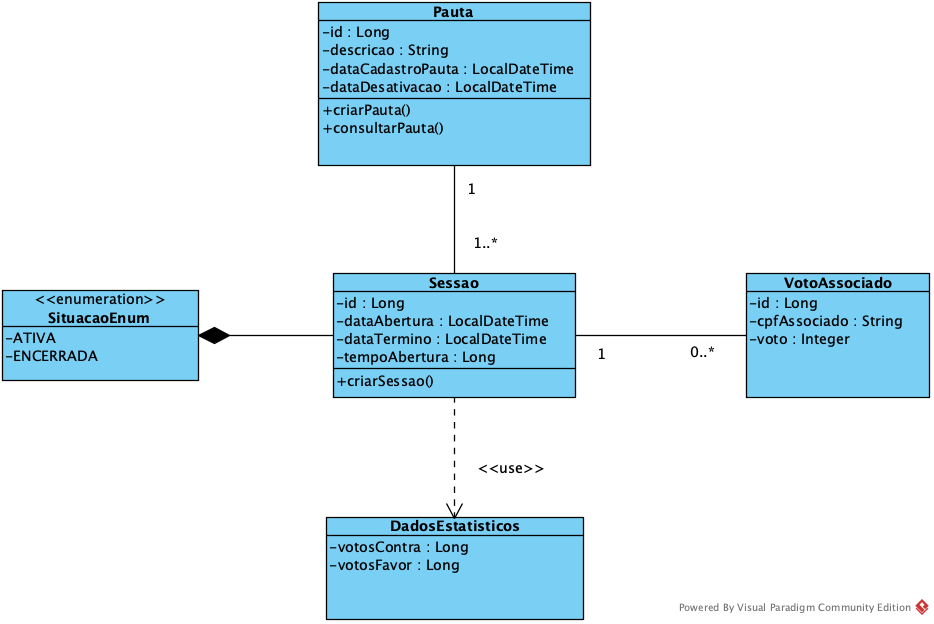 Pauta
-id : Long
-descricao : String
-dataCadastroPauta : LocalDateTime
-dataDesativacao : LocalDateTime
+criarPauta()
+consultarPauta()
1
1..*
<<enumeration>>
SituacaoEnum
-ATIVA
-ENCERRADA
Sessao
-id : Long
-dataAbertura : LocalDateTime
-dataTermino : LocalDateTime
-tempoAbertura : Long
+criarSessao()
1
0..*
VotoAssociado
-id : Long
-cpfAssociado : String
-voto : Integer
<<use>>
DadosEstatisticos
-votosContra : Long
-votosFavor : Long
Powered By Visual Paradigm Community Edition